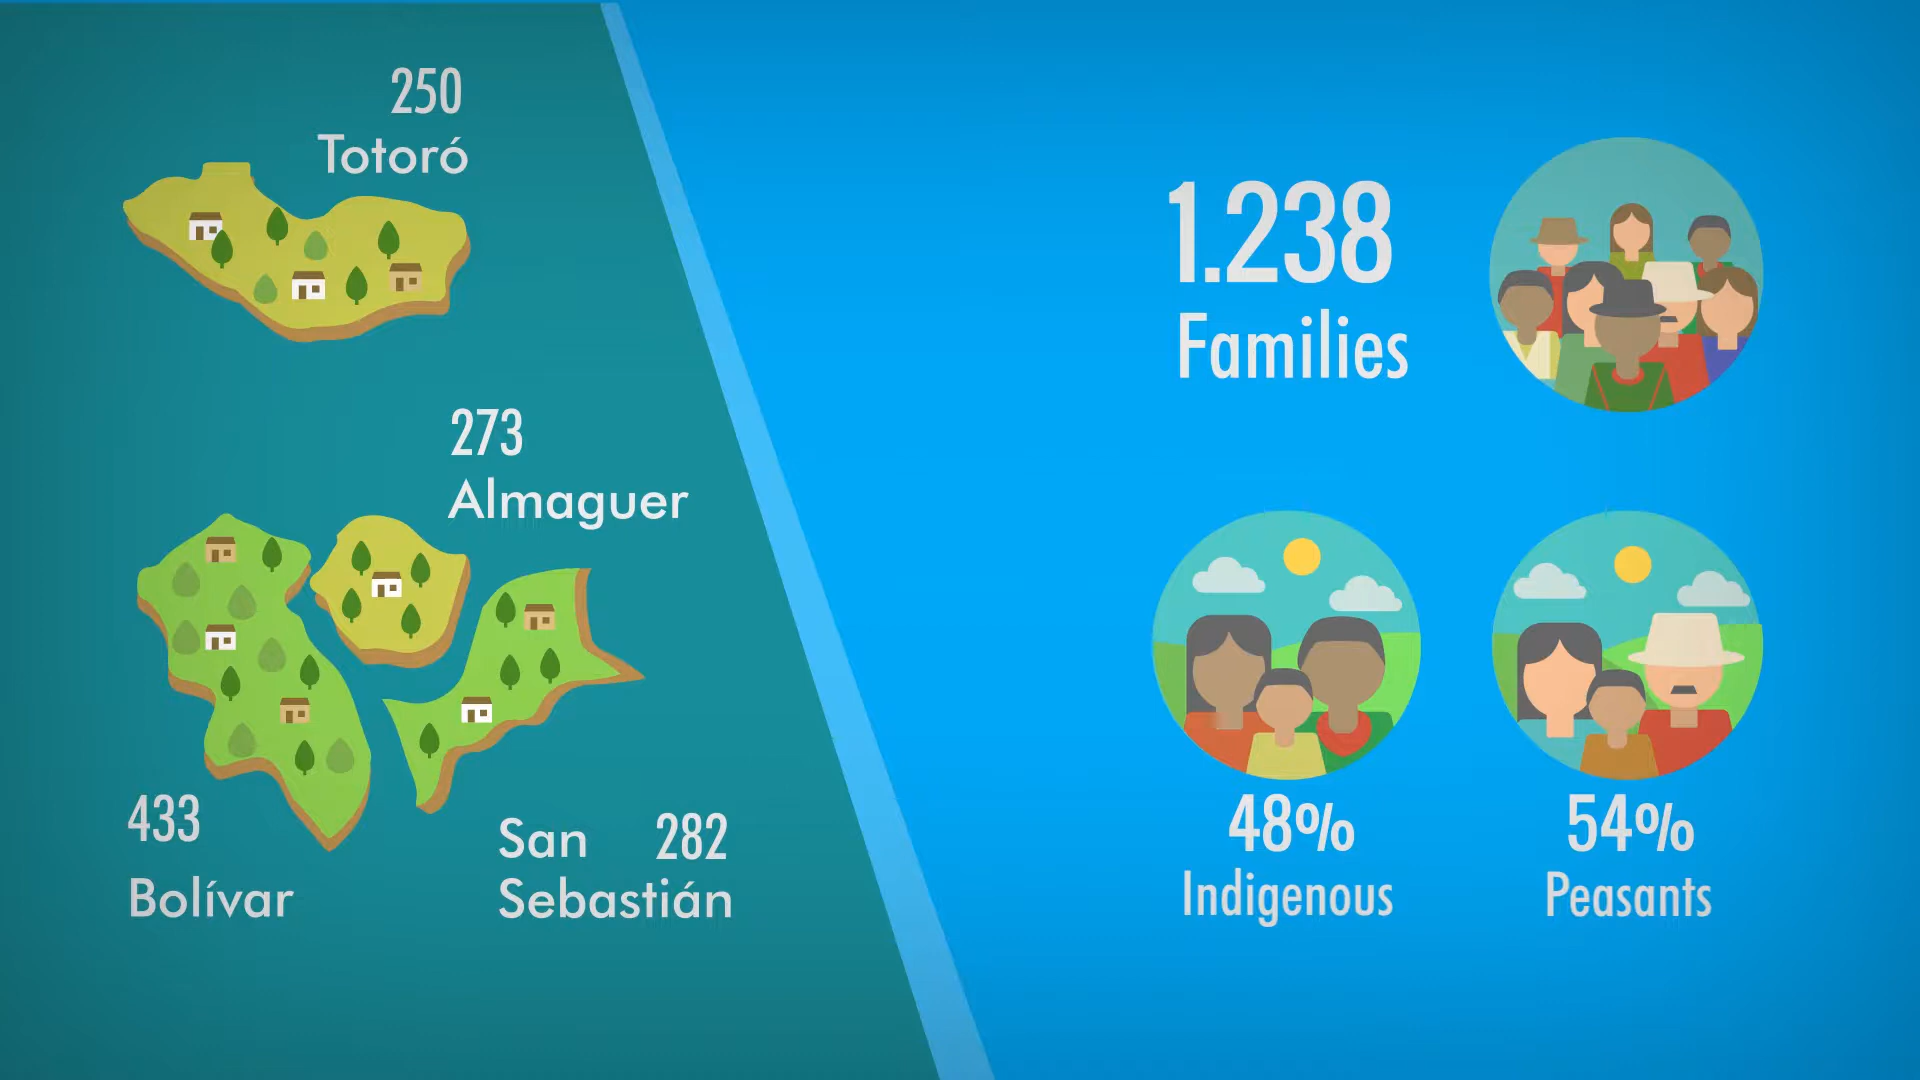 250
Totoró
273
Almaguer
433
Bolívar
San 282
Sebastián
1.238
Families
48%
Indigenous
54%
Peasants